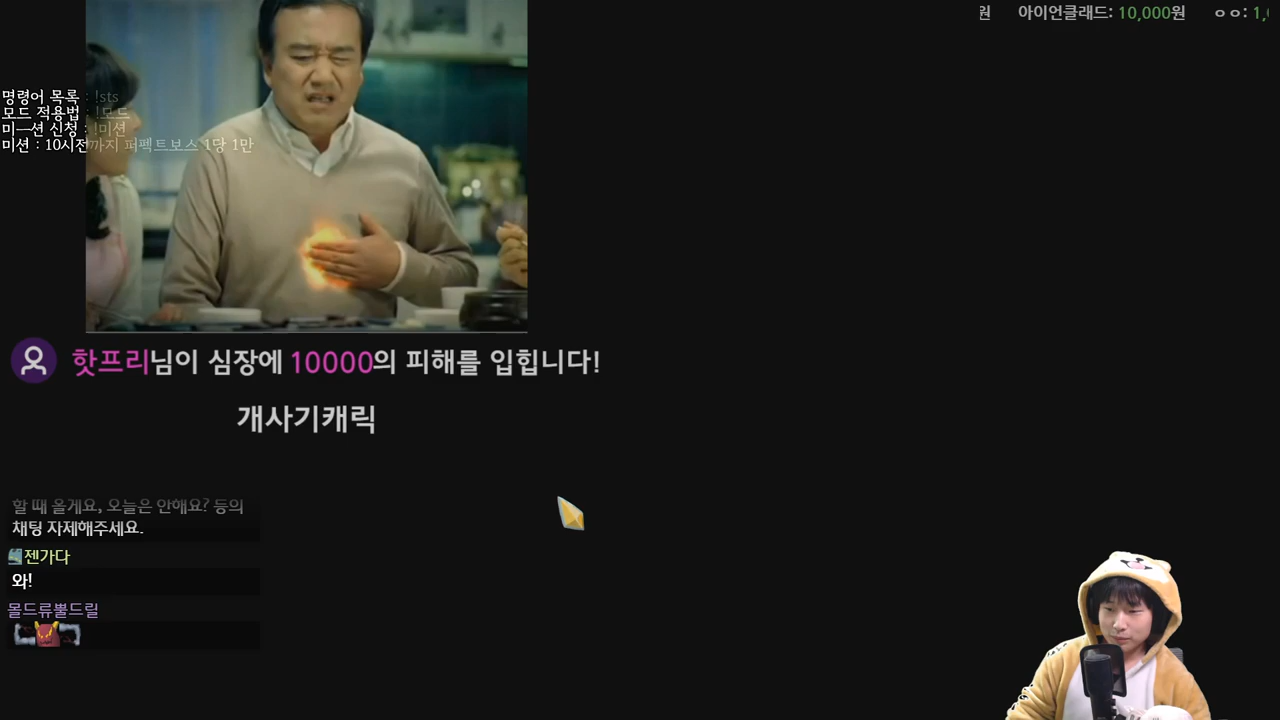 원 아이언클래드: 10,000원 ㅇㅇ: 1,
명령어 목록 : !sts
모드 적용법 : !모드
미―션 신청 : !미션
미션 : 10시전까지 퍼펙트보스 1당 1만
핫프리님이 심장에 10000의 피해를 입힙니다!
개사기캐릭
할 때 올게요, 오늘은 안해요? 등의
채팅 자제해주세요.
젠가다
와!
몰드류뿔드릴